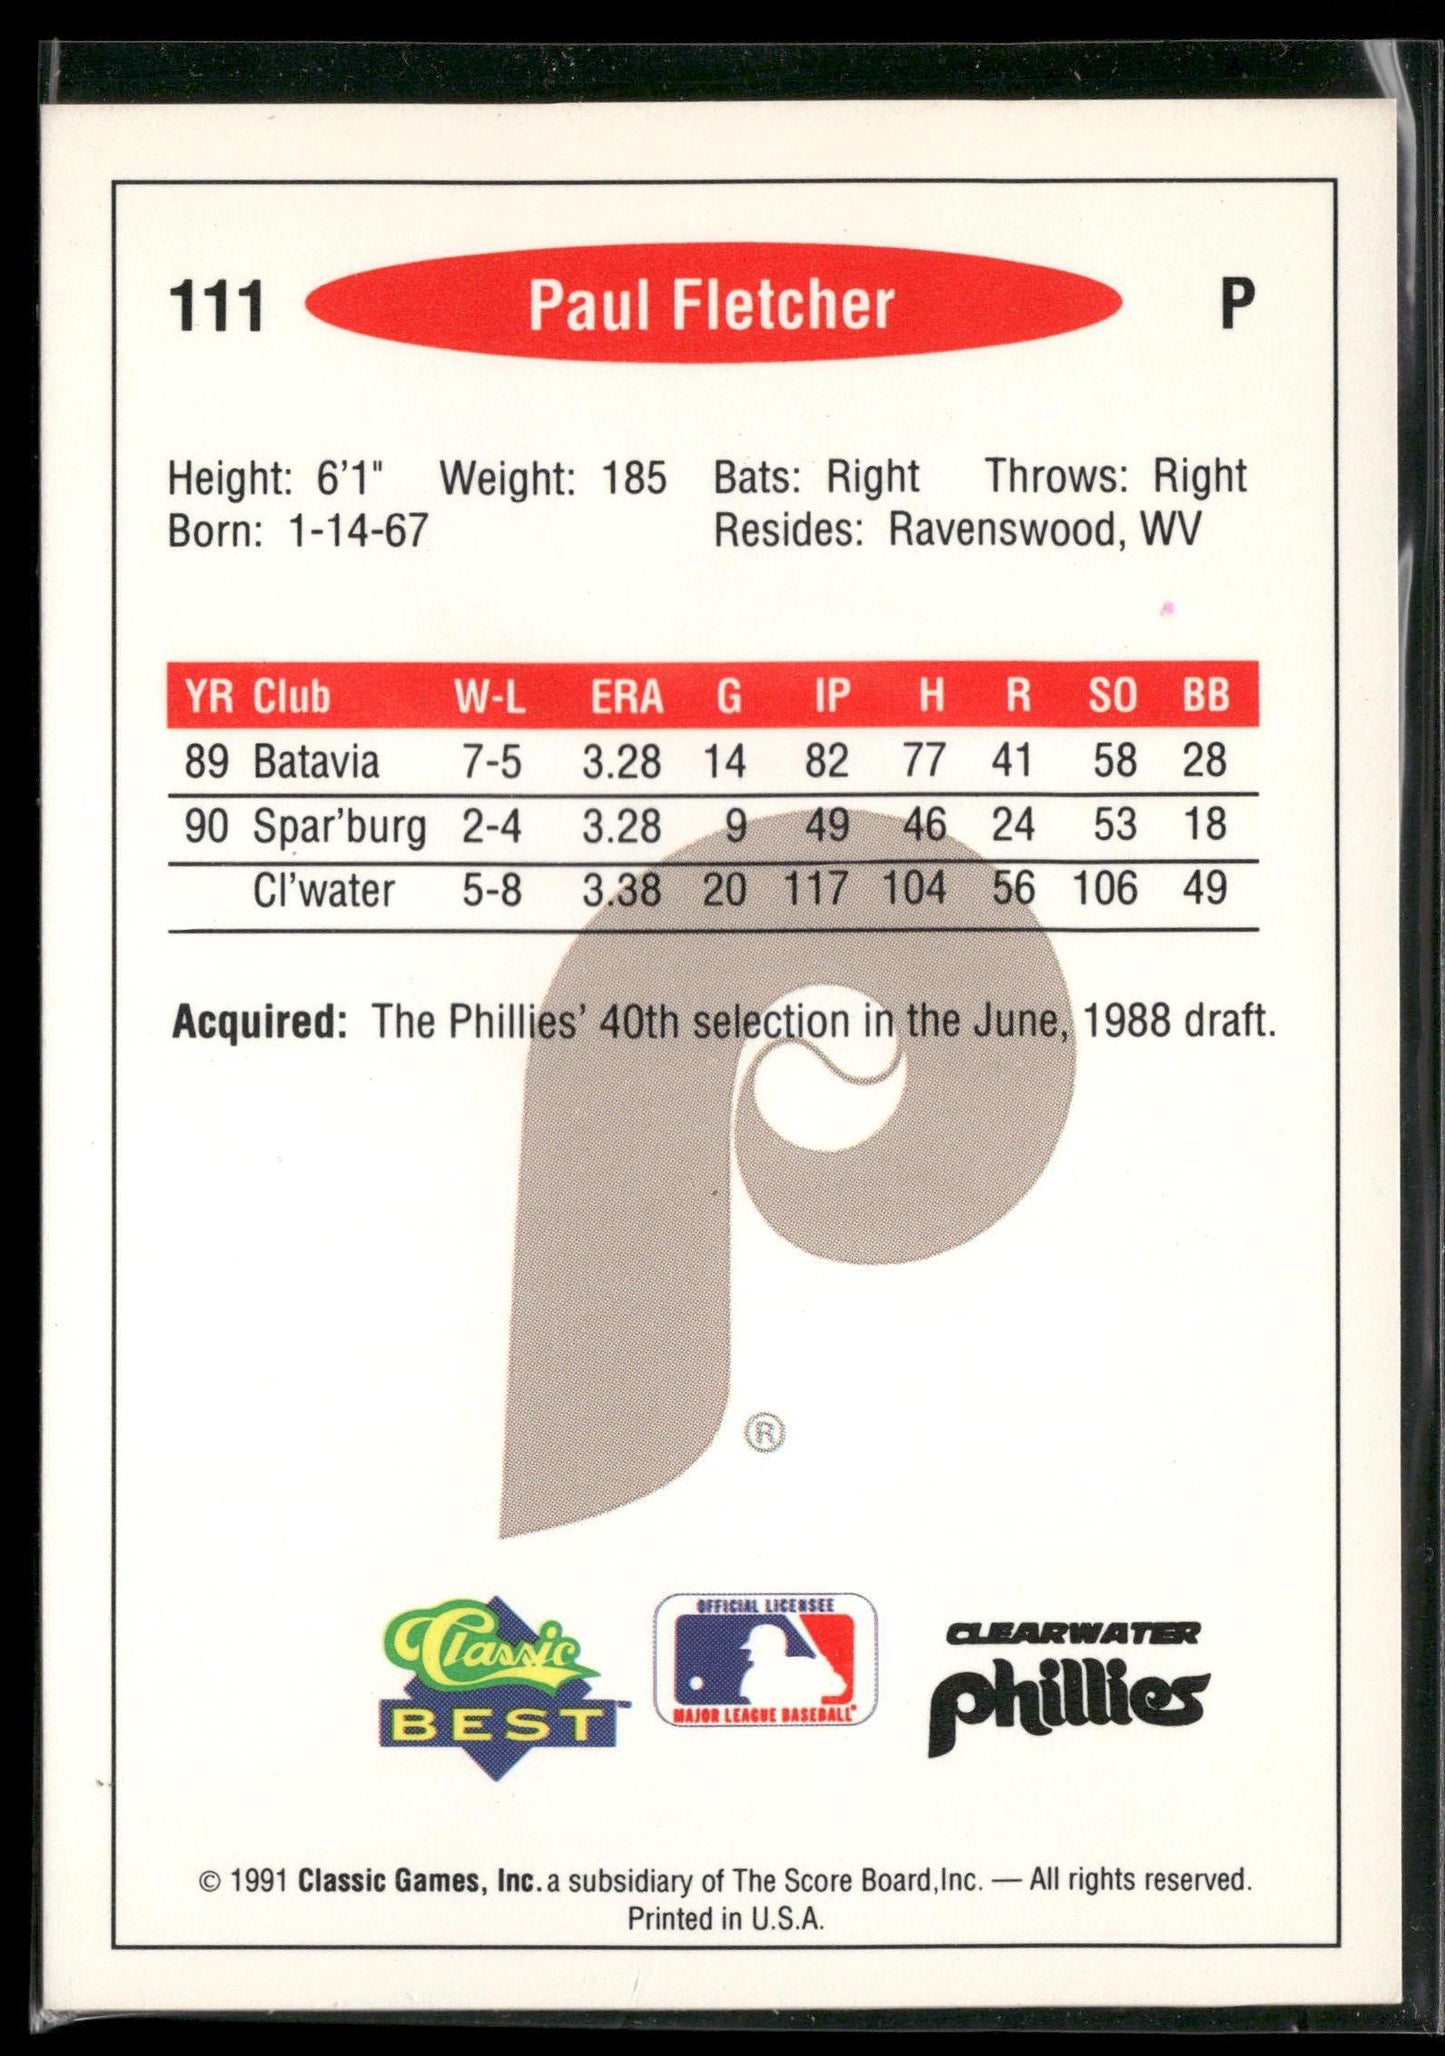 111 Paul Fletcher P
Height: 6'1" Weight: 185 Bats: Right Throws: Right
Born: 1-14-67 Resides: Ravenswood, WV
YR Club W-L ERA G IP H R SO BB
89 Batavia 7-5 3.28 14 82 77 41 58 28
90 Spar'burg 2-4 3.28 9 49 46 24 53 18
Cl'water 5-8 3.38 20 117 104 56 106 49
Acquired: The Phillies' 40th selection in the June, 1988 draft.
®
Classic
BEST™
OFFICIAL LICENSEE
MAJOR LEAGUE BASEBALL®
CLEARWATER
phillies
© 1991 Classic Games, Inc. a subsidiary of The Score Board,Inc. — All rights reserved.
Printed in U.S.A.